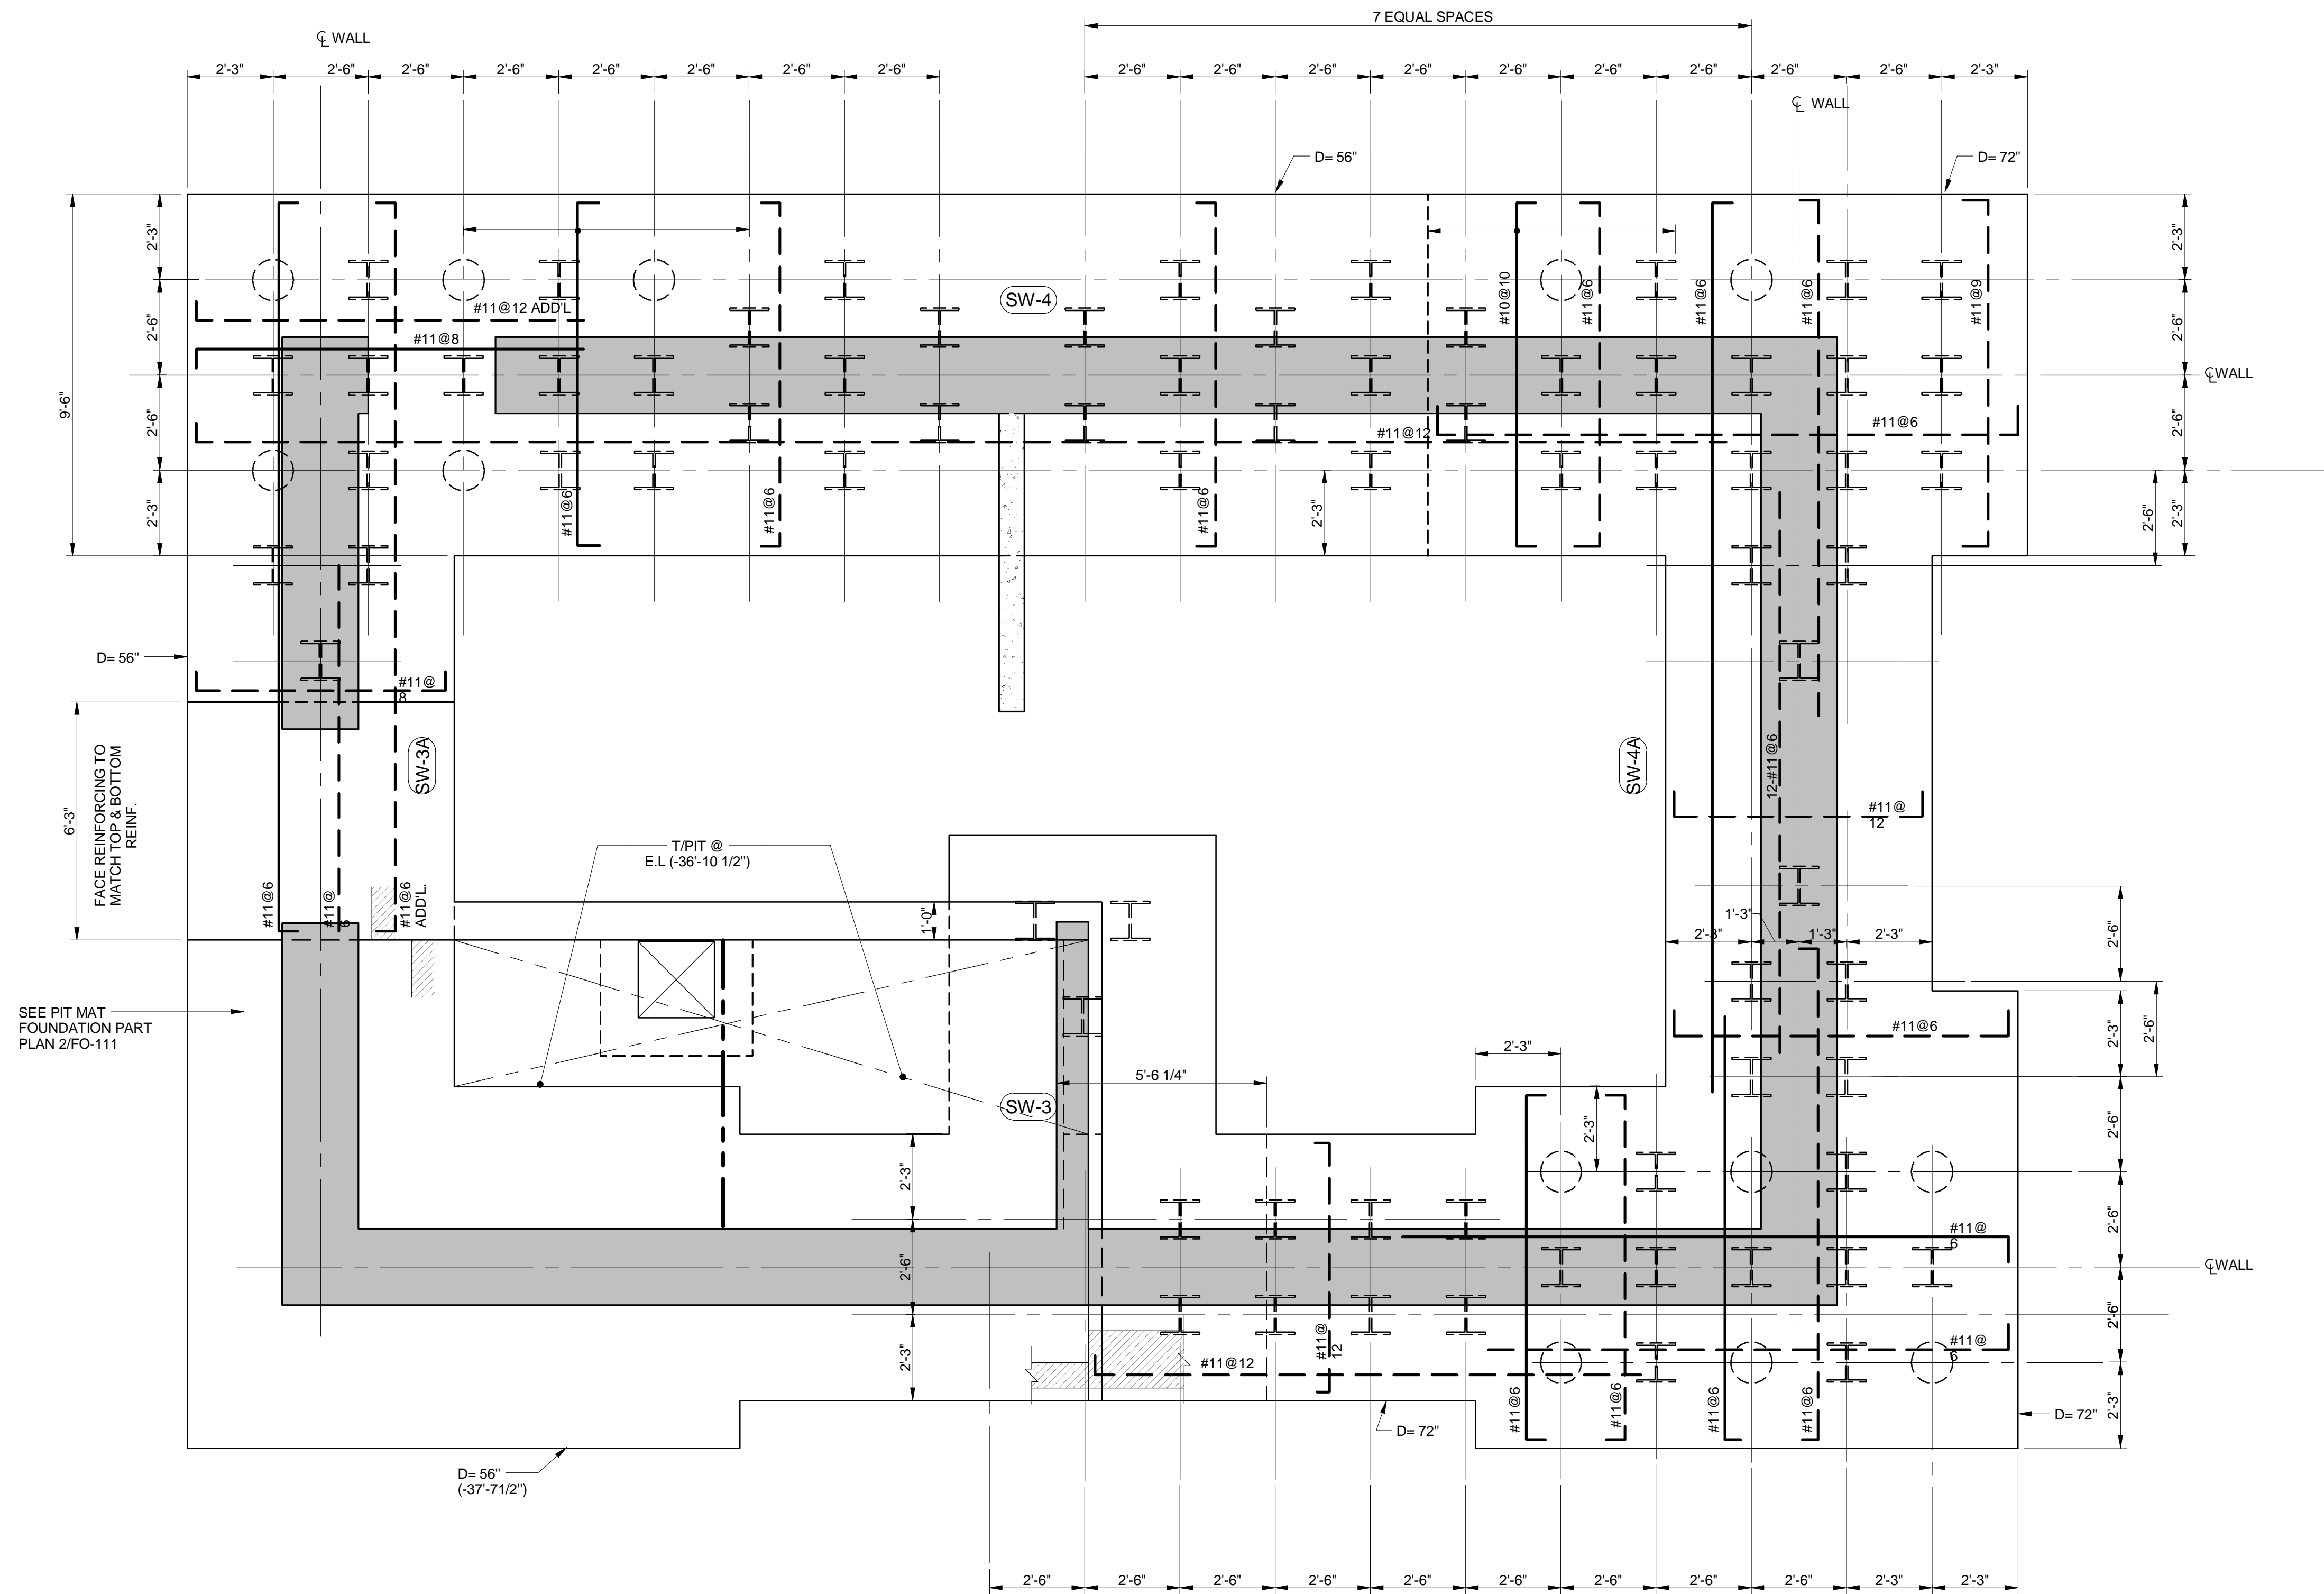 7 EQUAL SPACES
℄ WALL
2'-3" 2'-6" 2'-6" 2'-6" 2'-6" 2'-6" 2'-6" 2'-6" 2'-6" 2'-6" 2'-6" 2'-6" 2'-6" 2'-6" 2'-6" 2'-6" 2'-3"
℄ WALL
D= 56"
D= 72"
2'-3"
2'-6"
2'-6"
2'-3"
9'-6"
#11@12 ADD'L
#11@8
SW-4
#10@10
#11@6
#11@6
#11@6
#11@9
2'-3"
2'-6"
℄WALL
2'-6"
2'-3"
2'-6"
#11@12
#11@6
#11@6
#11@6
#11@6
2'-3"
D= 56"
#11@
8
6'-3"
FACE REINFORCING TO
MATCH TOP & BOTTOM
REINF.
SW-3A
#11@6
#11@
6
#11@6
ADD'L.
T/PIT @
E.L (-36'-10 1/2")
1'-0"
SW-4A
12-#11@6
#11@
12
1'-3"
2'-3" 1'-3" 2'-3"
2'-6"
2'-3"
2'-6"
#11@6
SEE PIT MAT
FOUNDATION PART
PLAN 2/FO-111
2'-3"
5'-6 1/4"
SW-3
2'-3"
2'-6"
2'-3"
2'-6"
2'-6"
2'-3"
#11@
6
℄WALL
2'-6"
#11@
6
#11@12
#11@
12
#11@6
#11@6
#11@6
#11@6
2'-3"
D= 72"
D= 72"
D= 56"
(-37'-71/2")
2'-6" 2'-6" 2'-6" 2'-6" 2'-6" 2'-6" 2'-6" 2'-6" 2'-6" 2'-3" 2'-3"